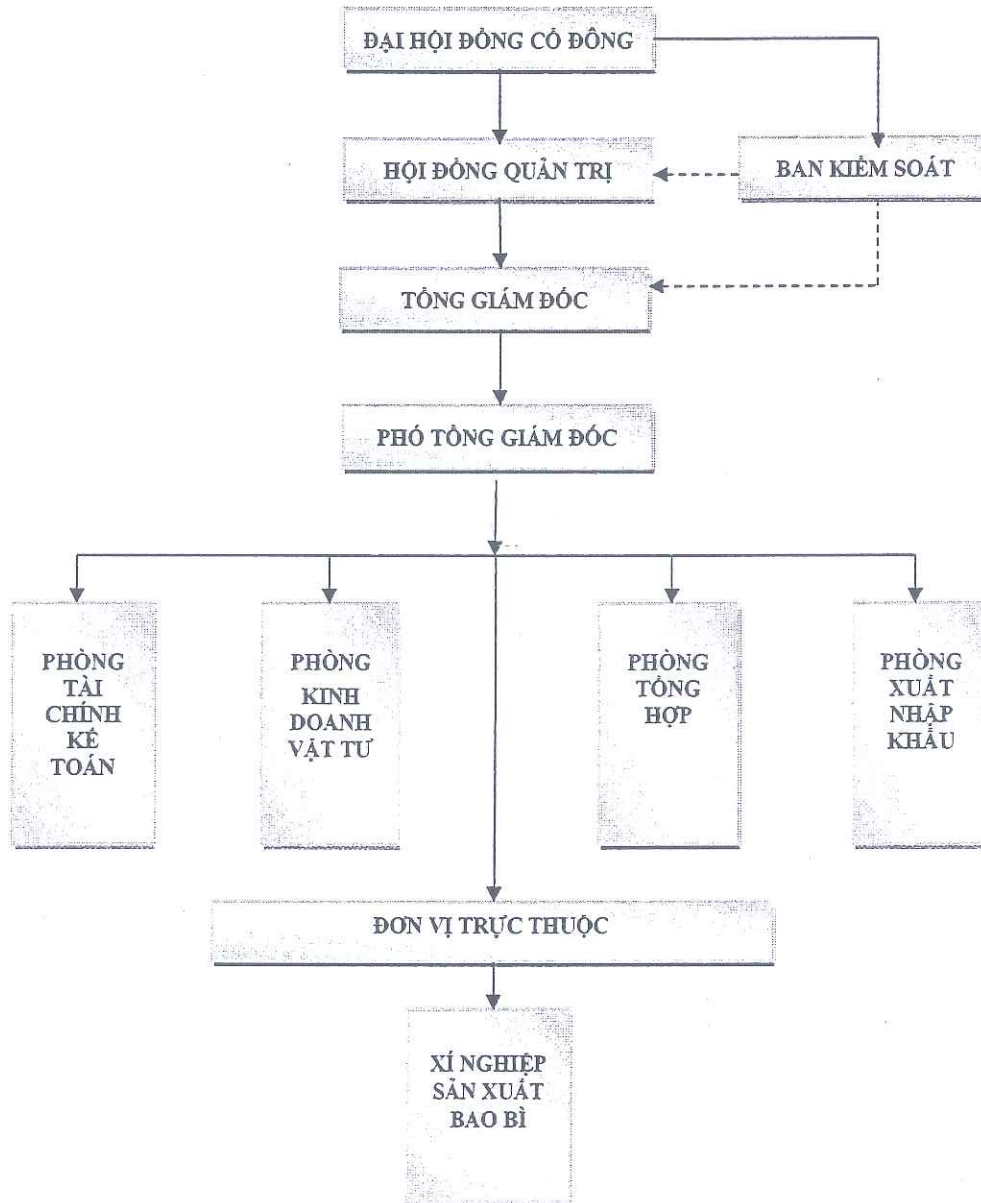 ĐẠI HỘI ĐỒNG CỔ ĐÔNG
HỘI ĐỒNG QUẢN TRỊ
BAN KIỂM SOÁT
TỔNG GIÁM ĐỐC
PHÓ TỔNG GIÁM ĐỐC
PHÒNG
TÀI
CHÍNH
KẾ
TOÁN
PHÒNG
KINH
DOANH
VẬT TƯ
PHÒNG
TỔNG
HỢP
PHÒNG
XUẤT
NHẬP
KHẨU
ĐƠN VỊ TRỰC THUỘC
XÍ NGHIỆP
SẢN XUẤT
BAO BÌ